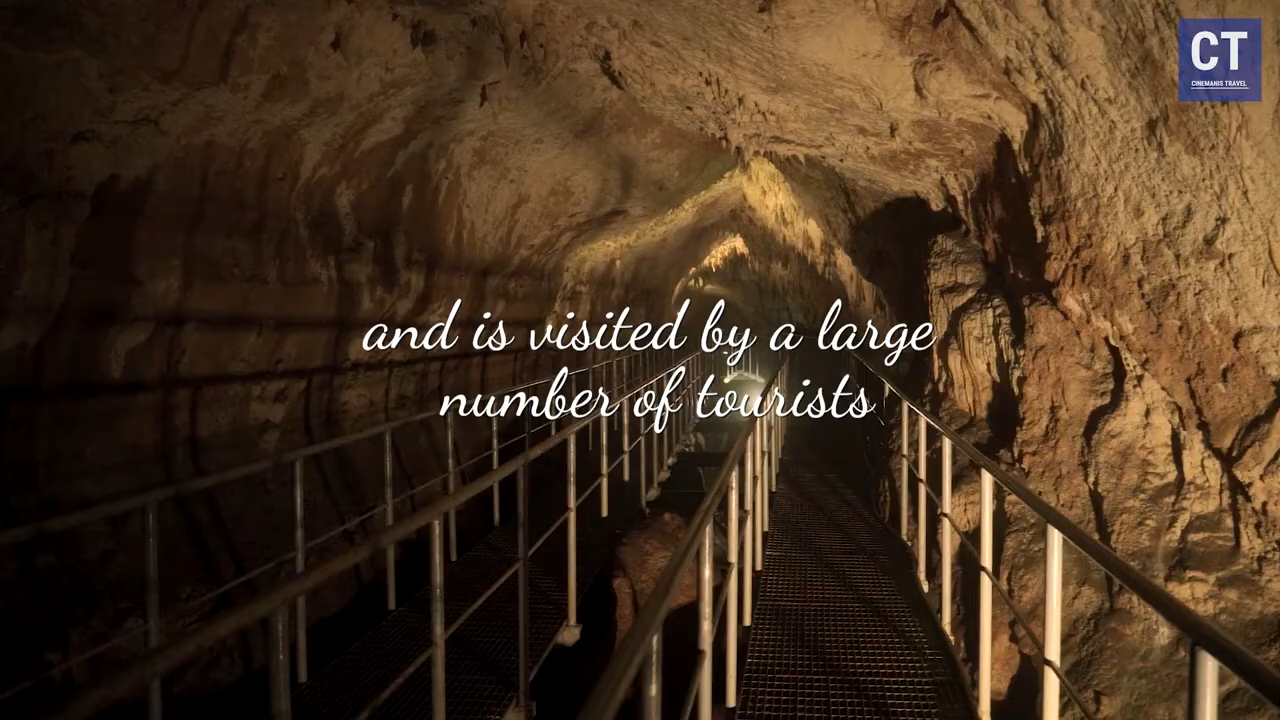 CT
CINEMANIS TRAVEL
and is visited by a large
number of tourists